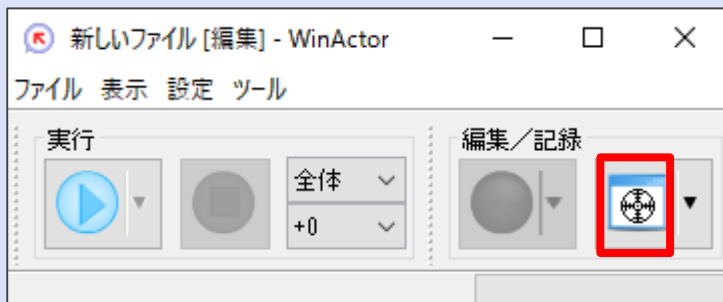 新しいファイル [編集] - WinActor
ファイル 表示 設定 ツール
実行
編集／記録
全体
+0